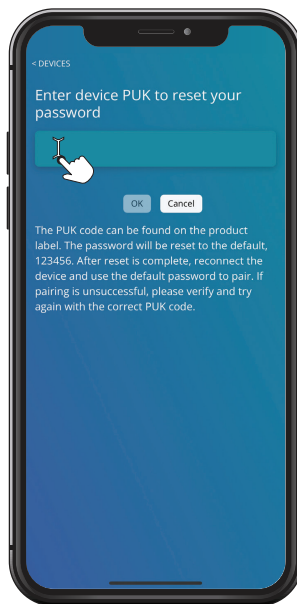 < DEVICES
Enter device PUK to reset your
password
OK Cancel
The PUK code can be found on the product
label. The password will be reset to the default,
123456. After reset is complete, reconnect the
device and use the default password to pair. If
pairing is unsuccessful, please verify and try
again with the correct PUK code.